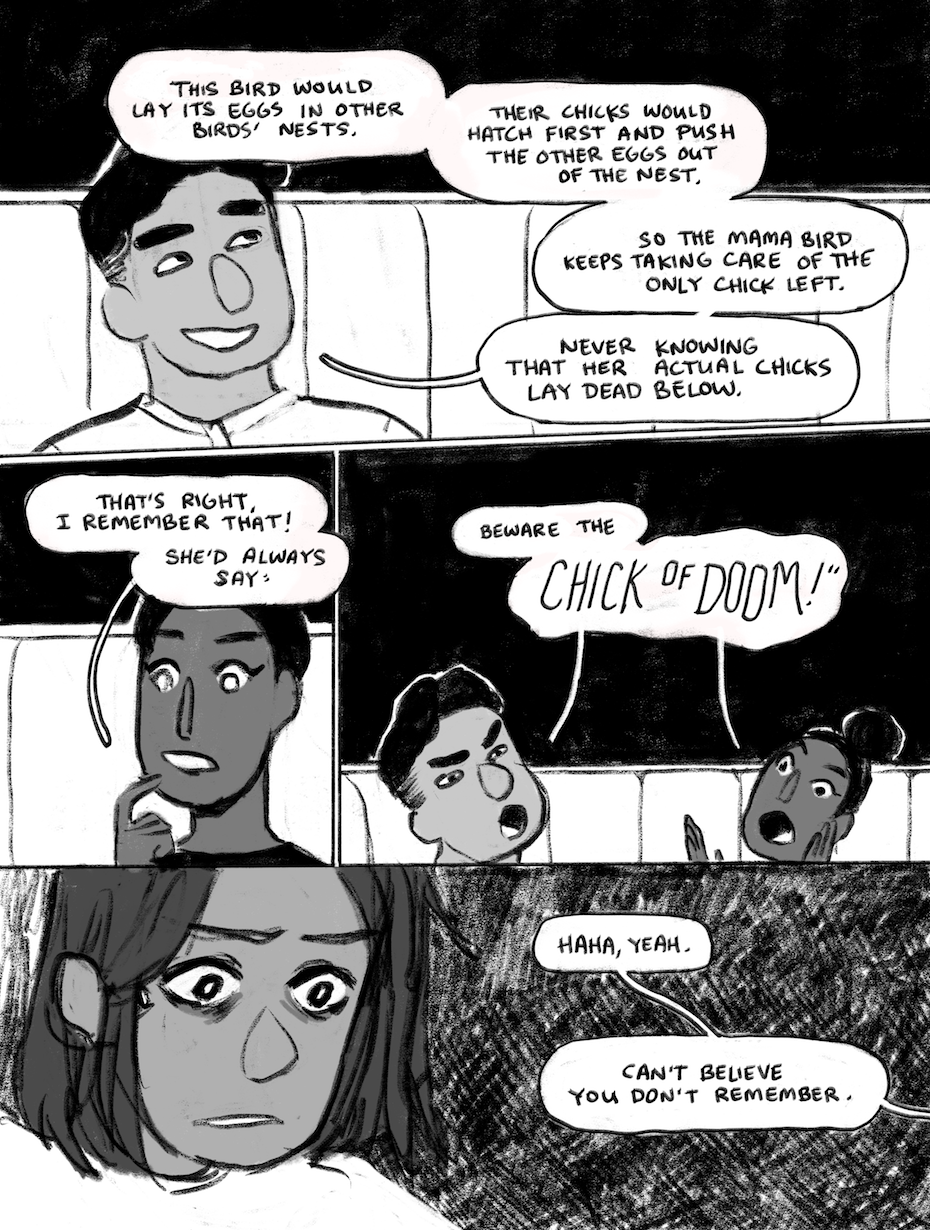 THIS BIRD WOULD
LAY ITS EGGS IN OTHER
BIRDS' NESTS.
THEIR CHICKS WOULD
HATCH FIRST AND PUSH
THE OTHER EGGS OUT
OF THE NEST.
SO THE MAMA BIRD
KEEPS TAKING CARE OF THE
ONLY CHICK LEFT.
NEVER KNOWING
THAT HER ACTUAL CHICKS
LAY DEAD BELOW.
THAT'S RIGHT,
I REMEMBER THAT!
SHE'D ALWAYS
SAY:
BEWARE THE
CHICK OF DOOM!"
HAHA, YEAH.
CAN'T BELIEVE
YOU DON'T REMEMBER.